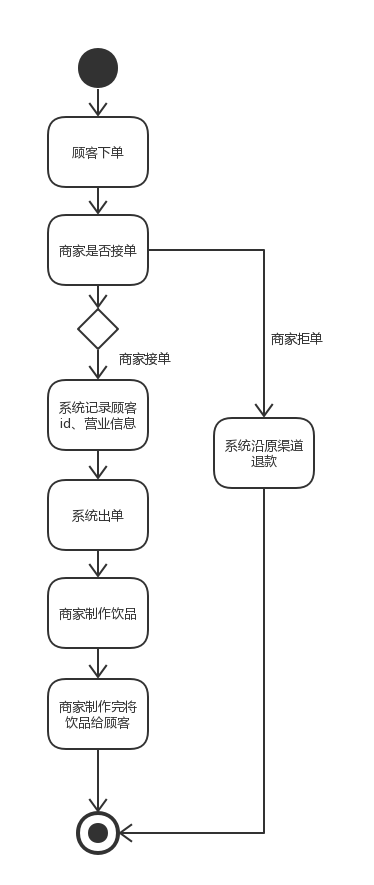 顾客下单
商家是否接单
商家拒单
商家接单
系统记录顾客
id、营业信息
系统沿原渠道
退款
系统出单
商家制作饮品
商家制作完将
饮品给顾客